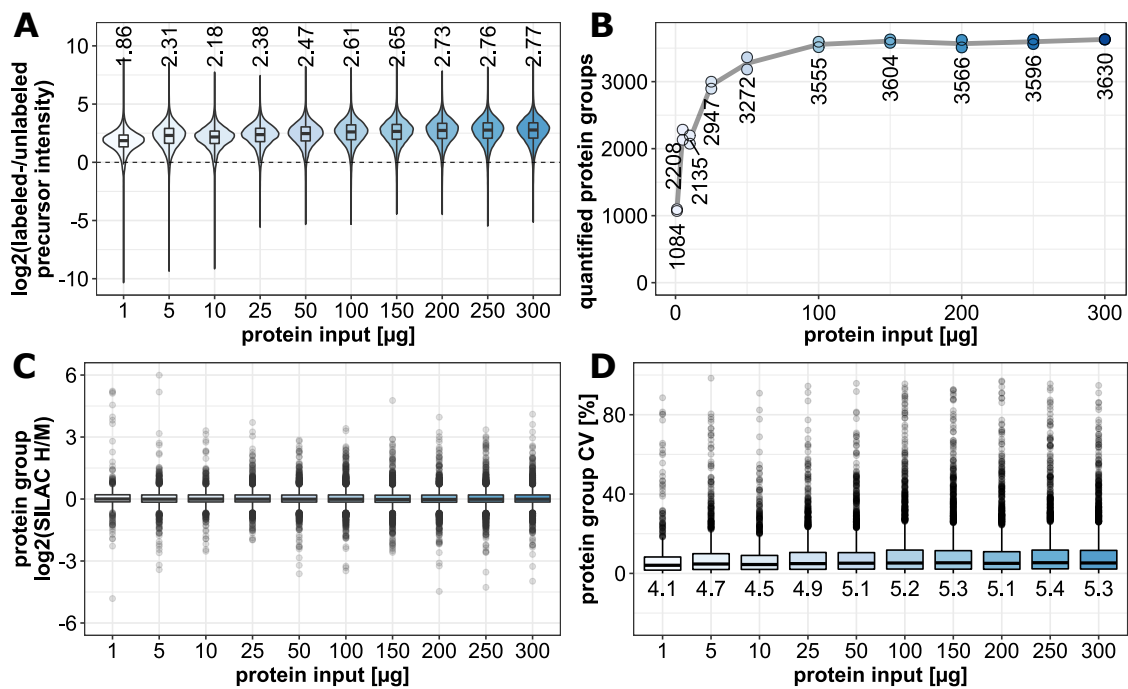 A
log2(labeled-/unlabeled
precursor intensity)
10
5
0
-5
-10
1.86
2.31
2.18
2.38
2.47
2.61
2.65
2.73
2.76
2.77
1 5 10 25 50 100 150 200 250 300
protein input [µg]
B
quantified protein groups
3000
2000
1000
0
1084
2208
2135
2947
3272
3555
3604
3566
3596
3630
0 100 200 300
protein input [µg]
C
protein group
log2(SILAC H/M)
6
3
0
-3
-6
1 5 10 25 50 100 150 200 250 300
protein input [µg]
D
protein group CV [%]
80
40
0
4.1 4.7 4.5 4.9 5.1 5.2 5.3 5.1 5.4 5.3
1 5 10 25 50 100 150 200 250 300
protein input [µg]